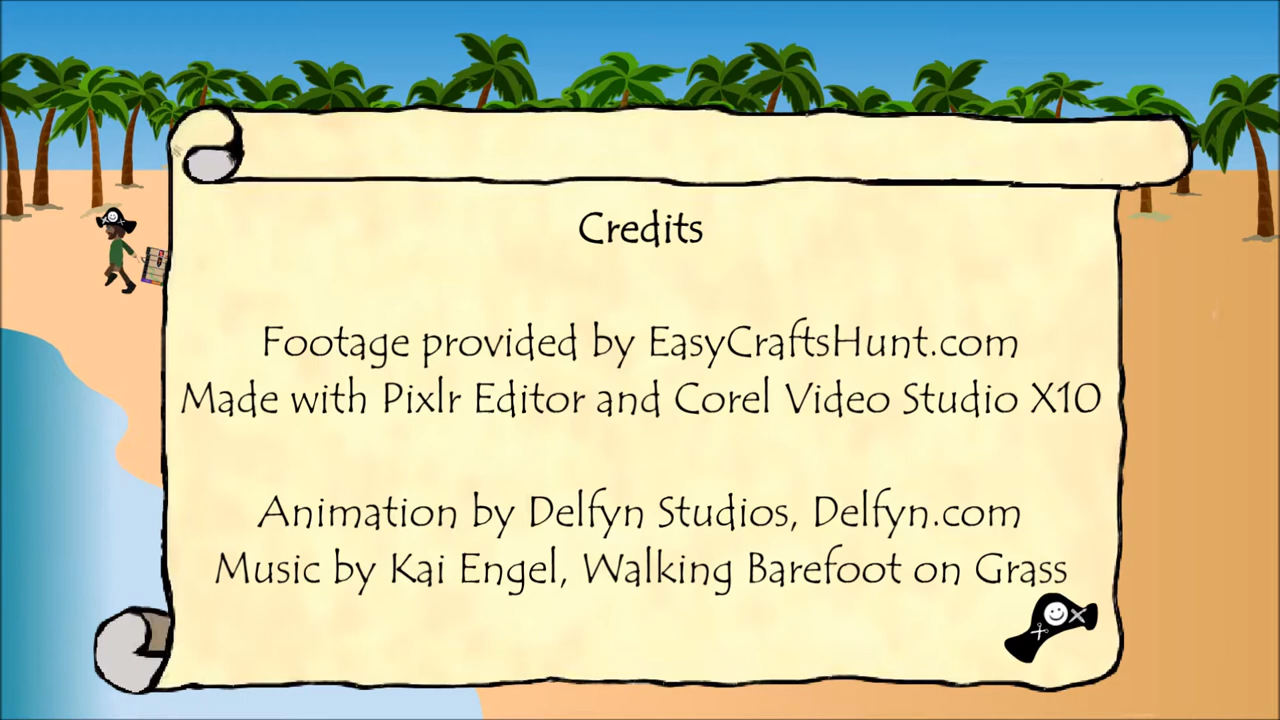 Credits
Footage provided by EasyCraftsHunt.com
Made with Pixlr Editor and Corel Video Studio X10
Animation by Delfyn Studios, Delfyn.com
Music by Kai Engel, Walking Barefoot on Grass